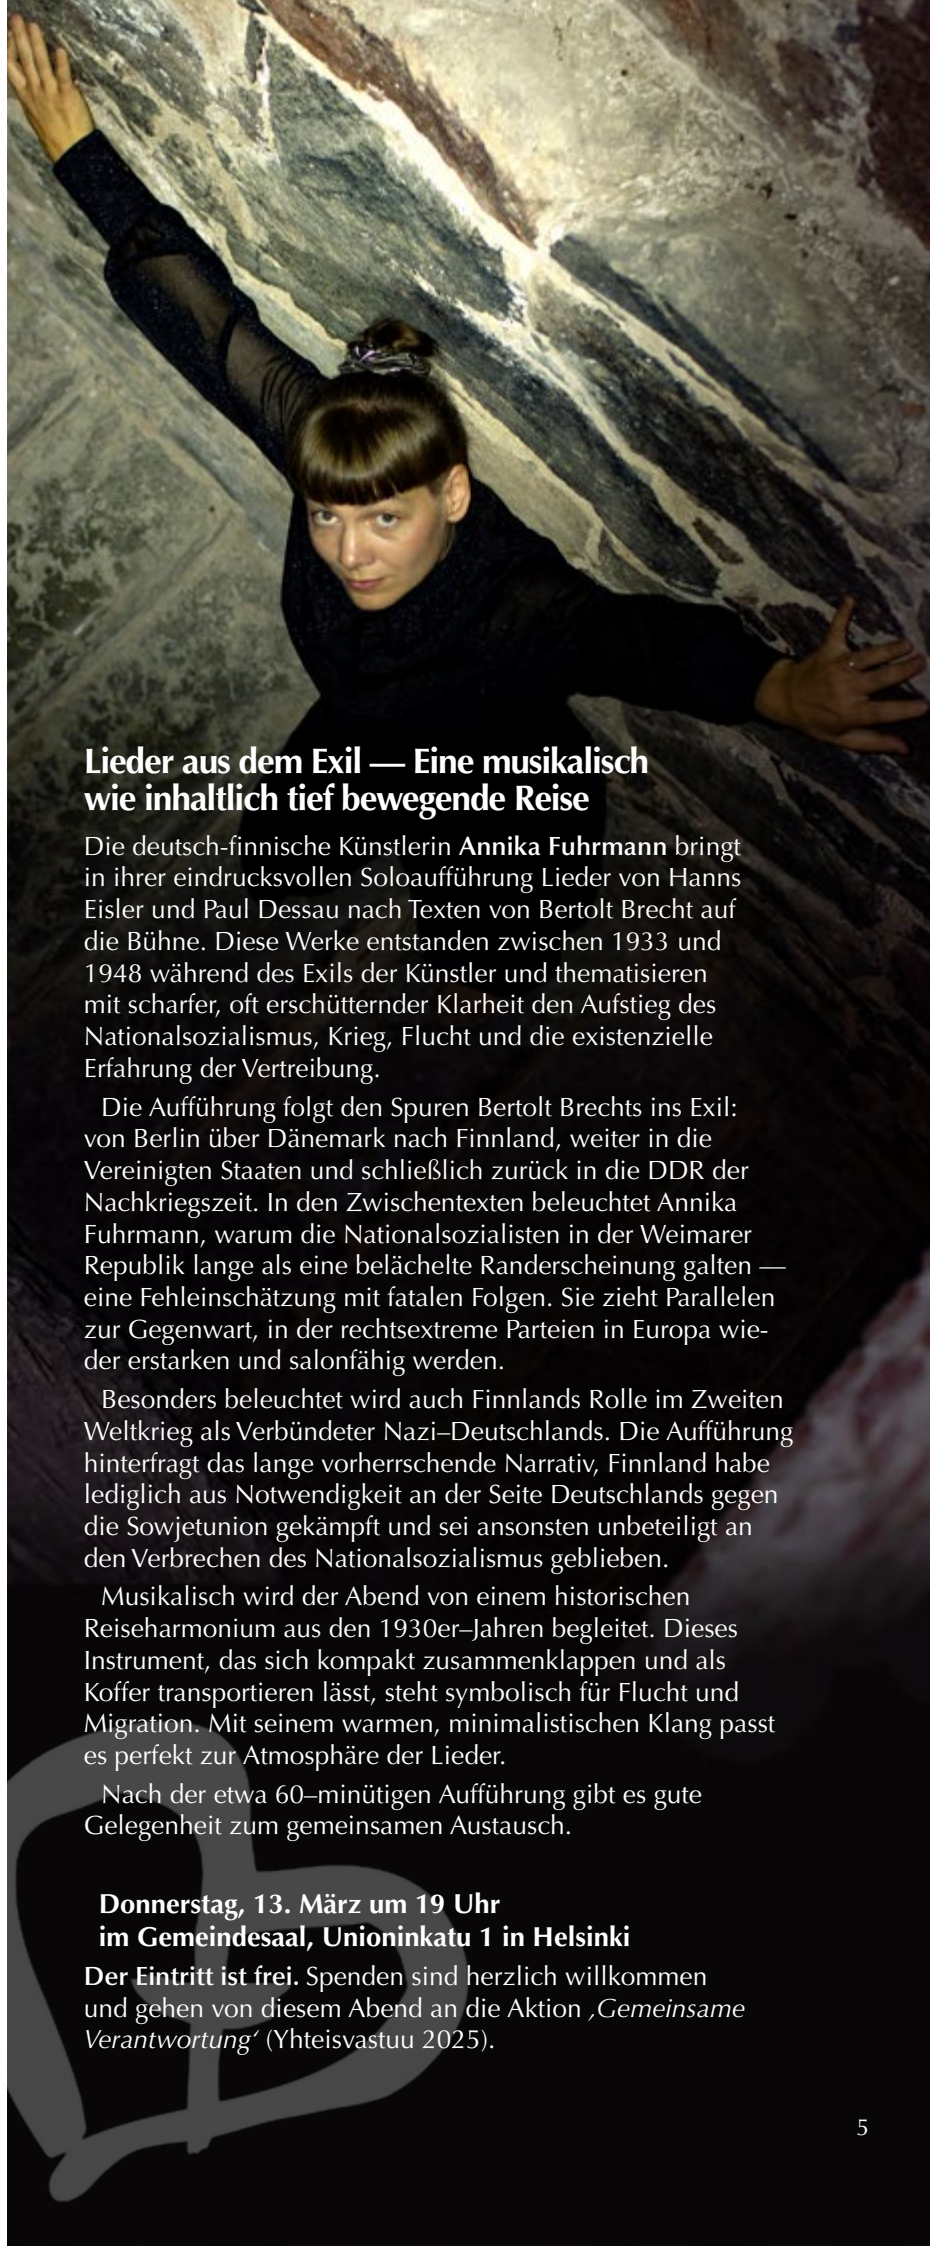 Lieder aus dem Exil — Eine musikalisch
wie inhaltlich tief bewegende Reise
Die deutsch-finnische Künstlerin Annika Fuhrmann bringt
in ihrer eindrucksvollen Soloaufführung Lieder von Hanns
Eisler und Paul Dessau nach Texten von Bertolt Brecht auf
die Bühne. Diese Werke entstanden zwischen 1933 und
1948 während des Exils der Künstler und thematisieren
mit scharfer, oft erschütternder Klarheit den Aufstieg des
Nationalsozialismus, Krieg, Flucht und die existenzielle
Erfahrung der Vertreibung.
Die Aufführung folgt den Spuren Bertolt Brechts ins Exil:
von Berlin über Dänemark nach Finnland, weiter in die
Vereinigten Staaten und schließlich zurück in die DDR der
Nachkriegszeit. In den Zwischentexten beleuchtet Annika
Fuhrmann, warum die Nationalsozialisten in der Weimarer
Republik lange als eine belächelte Randerscheinung galten —
eine Fehleinschätzung mit fatalen Folgen. Sie zieht Parallelen
zur Gegenwart, in der rechtsextreme Parteien in Europa wie-
der erstarken und salonfähig werden.
Besonders beleuchtet wird auch Finnlands Rolle im Zweiten
Weltkrieg als Verbündeter Nazi–Deutschlands. Die Aufführung
hinterfragt das lange vorherrschende Narrativ, Finnland habe
lediglich aus Notwendigkeit an der Seite Deutschlands gegen
die Sowjetunion gekämpft und sei ansonsten unbeteiligt an
den Verbrechen des Nationalsozialismus geblieben.
Musikalisch wird der Abend von einem historischen
Reiseharmonium aus den 1930er–Jahren begleitet. Dieses
Instrument, das sich kompakt zusammenklappen und als
Koffer transportieren lässt, steht symbolisch für Flucht und
Migration. Mit seinem warmen, minimalistischen Klang passt
es perfekt zur Atmosphäre der Lieder.
Nach der etwa 60–minütigen Aufführung gibt es gute
Gelegenheit zum gemeinsamen Austausch.
Donnerstag, 13. März um 19 Uhr
im Gemeindesaal, Unioninkatu 1 in Helsinki
Der Eintritt ist frei. Spenden sind herzlich willkommen
und gehen von diesem Abend an die Aktion ‚Gemeinsame
Verantwortung‘ (Yhteisvastuu 2025).
5